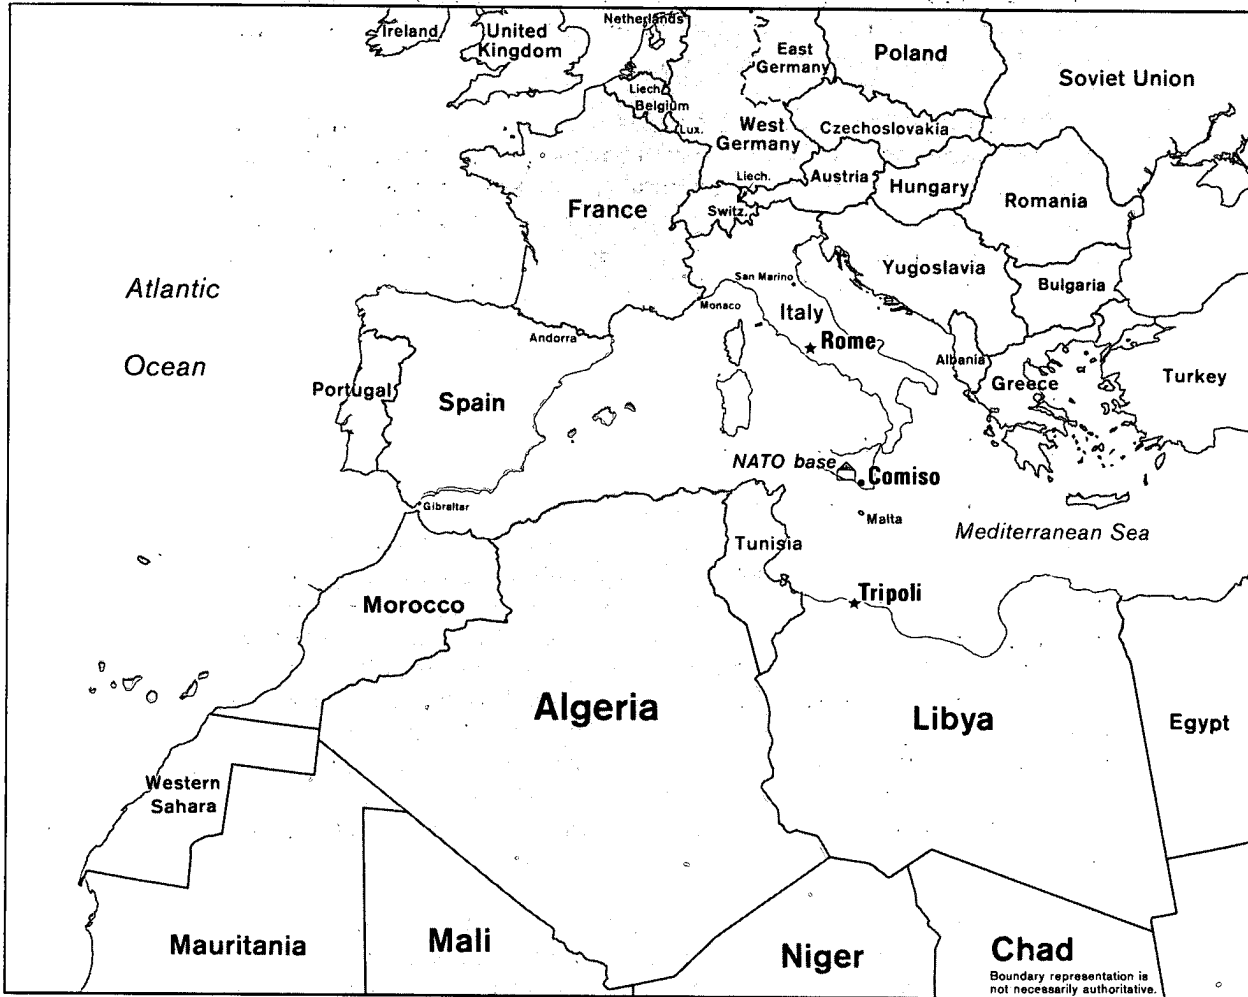 Ireland
United
Kingdom
Netherlands
East
Germany
Poland
Soviet Union
Liech.
Belgium
Lux.
West
Germany
Czechoslovakia
Liech.
Austria
Hungary
France
Switz.
Romania
Atlantic
Ocean
San Marino
Yugoslavia
Bulgaria
Monaco
Italy
Andorra
Rome
Albania
Portugal
Spain
Greece
Turkey
NATO base
Comiso
Gibraltar
Malta
Mediterranean Sea
Tunisia
Tripoli
Morocco
Algeria
Libya
Egypt
Western
Sahara
Mauritania
Mali
Niger
Chad
Boundary representation is
not necessarily authoritative.